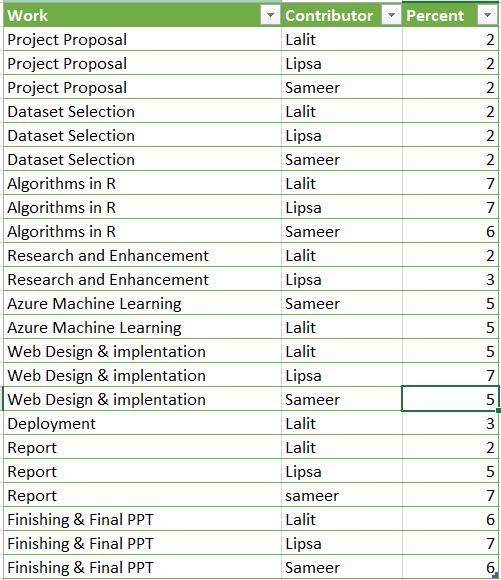 Work Contributor Percent
Project Proposal Lalit 2
Project Proposal Lipsa 2
Project Proposal Sameer 2
Dataset Selection Lalit 2
Dataset Selection Lipsa 2
Dataset Selection Sameer 2
Algorithms in R Lalit 7
Algorithms in R Lipsa 7
Algorithms in R Sameer 6
Research and Enhancement Lalit 2
Research and Enhancement Lipsa 3
Azure Machine Learning Sameer 5
Azure Machine Learning Lalit 5
Web Design & implentation Lalit 5
Web Design & implentation Lipsa 7
Web Design & implentation Sameer 5
Deployment Lalit 3
Report Lalit 2
Report Lipsa 5
Report sameer 7
Finishing & Final PPT Lalit 6
Finishing & Final PPT Lipsa 7
Finishing & Final PPT Sameer 6